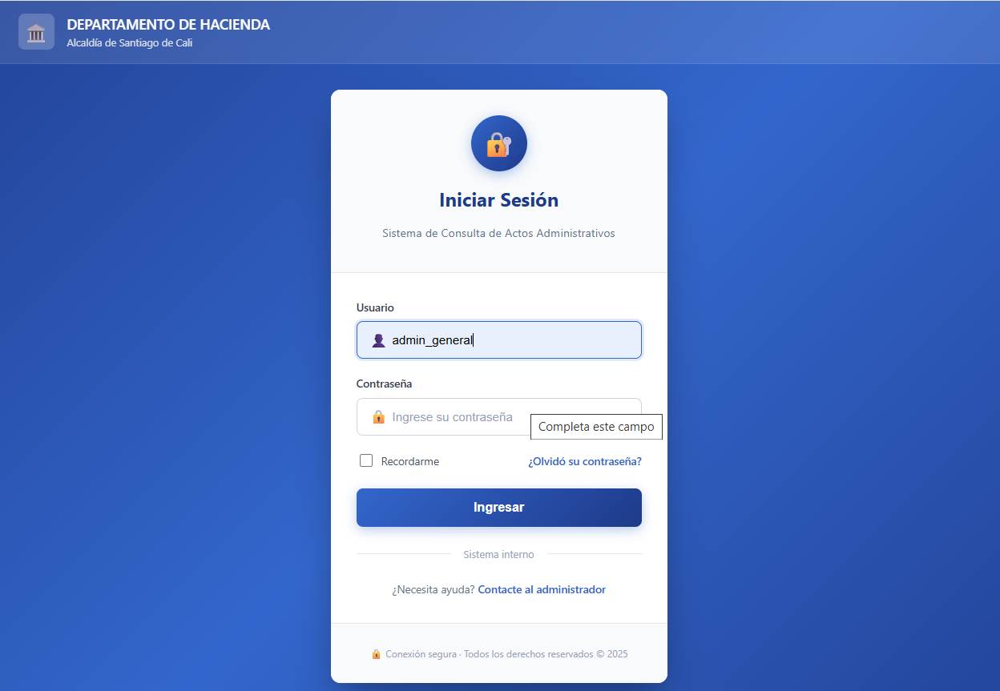 DEPARTAMENTO DE HACIENDA
Alcaldía de Santiago de Cali
Iniciar Sesión
Sistema de Consulta de Actos Administrativos
Usuario
admin_general
Contraseña
Ingrese su contraseña
Completa este campo
Recordarme
¿Olvidó su contraseña?
Ingresar
Sistema interno
¿Necesita ayuda? Contacte al administrador
Conexión segura · Todos los derechos reservados © 2025